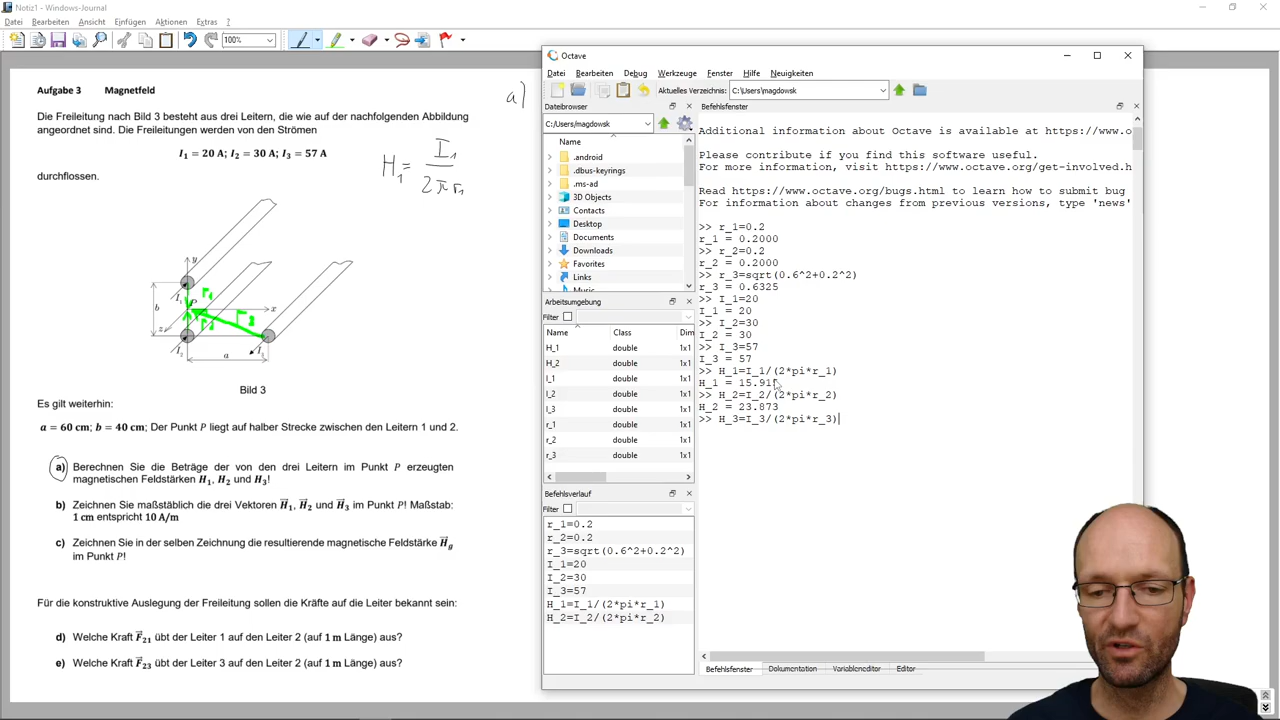 Notiz1 - Windows-Journal
Datei Bearbeiten Ansicht Einfügen Aktionen Extras ?
100%
Aufgabe 3 Magnetfeld
Die Freileitung nach Bild 3 besteht aus drei Leitern, die wie auf der nachfolgenden Abbildung
angeordnet sind. Die Freileitungen werden von den Strömen
I₁ = 20 A; I₂ = 30 A; I₃ = 57 A
durchflossen.
a)
H₁ = I₁ / (2 π r₁)
y
I₁
r₁
P
x
b
r₂
r₃
z
I₂
I₃
a
Bild 3
Es gilt weiterhin:
a = 60 cm; b = 40 cm; Der Punkt P liegt auf halber Strecke zwischen den Leitern 1 und 2.
a) Berechnen Sie die Beträge der von den drei Leitern im Punkt P erzeugten
magnetischen Feldstärken H₁, H₂ und H₃!
b) Zeichnen Sie maßstäblich die drei Vektoren H⃗₁, H⃗₂ und H⃗₃ im Punkt P! Maßstab:
1 cm entspricht 10 A/m
c) Zeichnen Sie in der selben Zeichnung die resultierende magnetische Feldstärke H⃗g
im Punkt P!
Für die konstruktive Auslegung der Freileitung sollen die Kräfte auf die Leiter bekannt sein:
d) Welche Kraft F⃗₂₁ übt der Leiter 1 auf den Leiter 2 (auf 1 m Länge) aus?
e) Welche Kraft F⃗₂₃ übt der Leiter 3 auf den Leiter 2 (auf 1 m Länge) aus?
Octave
Datei Bearbeiten Debug Werkzeuge Fenster Hilfe Neuigkeiten
Aktuelles Verzeichnis: C:\Users\magdowsk
Dateibrowser
C:/Users/magdowsk
Name
.android
.dbus-keyrings
.ms-ad
3D Objects
Contacts
Desktop
Documents
Downloads
Favorites
Links
Music
Arbeitsumgebung
Filter
Name Class Dim
H_1 double 1x1
H_2 double 1x1
I_1 double 1x1
I_2 double 1x1
I_3 double 1x1
r_1 double 1x1
r_2 double 1x1
r_3 double 1x1
Befehlsverlauf
Filter
r_1=0.2
r_2=0.2
r_3=sqrt(0.6^2+0.2^2)
I_1=20
I_2=30
I_3=57
H_1=I_1/(2*pi*r_1)
H_2=I_2/(2*pi*r_2)
Befehlsfenster
Additional information about Octave is available at https://www.o
Please contribute if you find this software useful.
For more information, visit https://www.octave.org/get-involved.h
Read https://www.octave.org/bugs.html to learn how to submit bug
For information about changes from previous versions, type 'news'
>> r_1=0.2
r_1 = 0.2000
>> r_2=0.2
r_2 = 0.2000
>> r_3=sqrt(0.6^2+0.2^2)
r_3 = 0.6325
>> I_1=20
I_1 = 20
>> I_2=30
I_2 = 30
>> I_3=57
I_3 = 57
>> H_1=I_1/(2*pi*r_1)
H_1 = 15.915
>> H_2=I_2/(2*pi*r_2)
H_2 = 23.873
>> H_3=I_3/(2*pi*r_3)
Befehlsfenster Dokumentation Variableneditor Editor